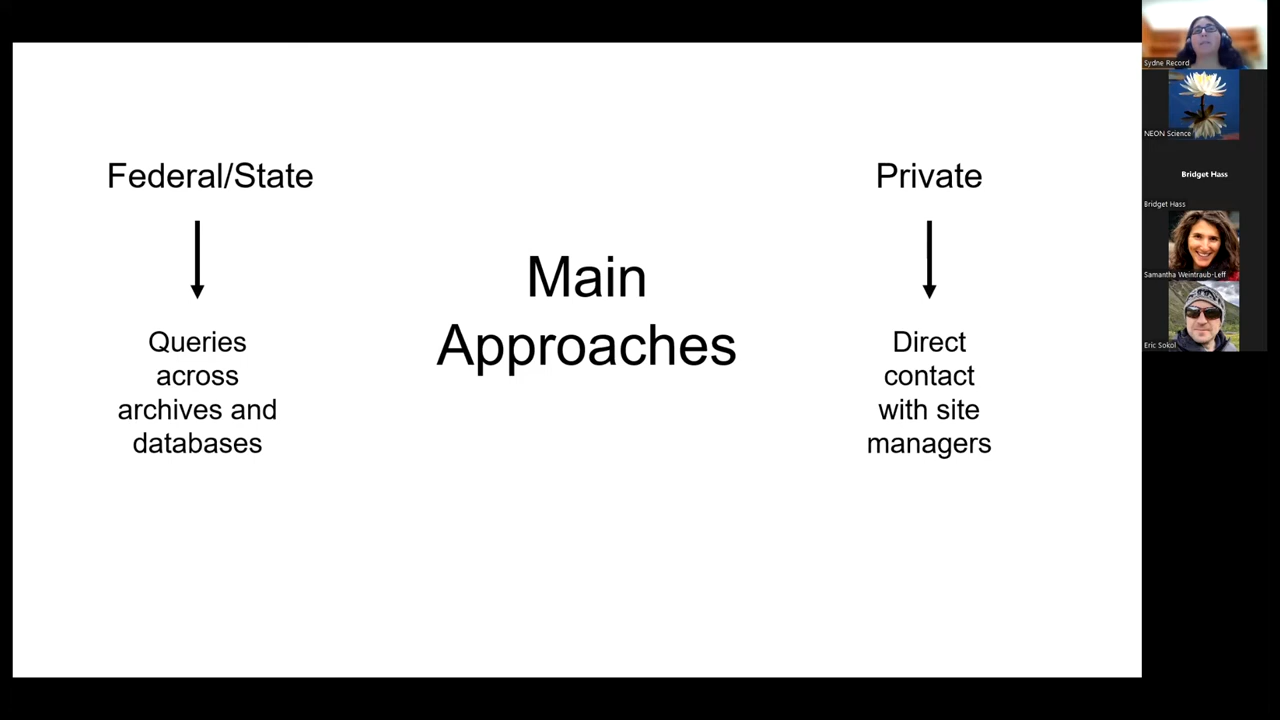 Federal/State
Private
Main
Approaches
Queries
across
archives and
databases
Direct
contact
with site
managers
Sydne Record
NEON Science
Bridget Hass
Bridget Hass
Samantha Weintraub-Leff
Eric Sokol